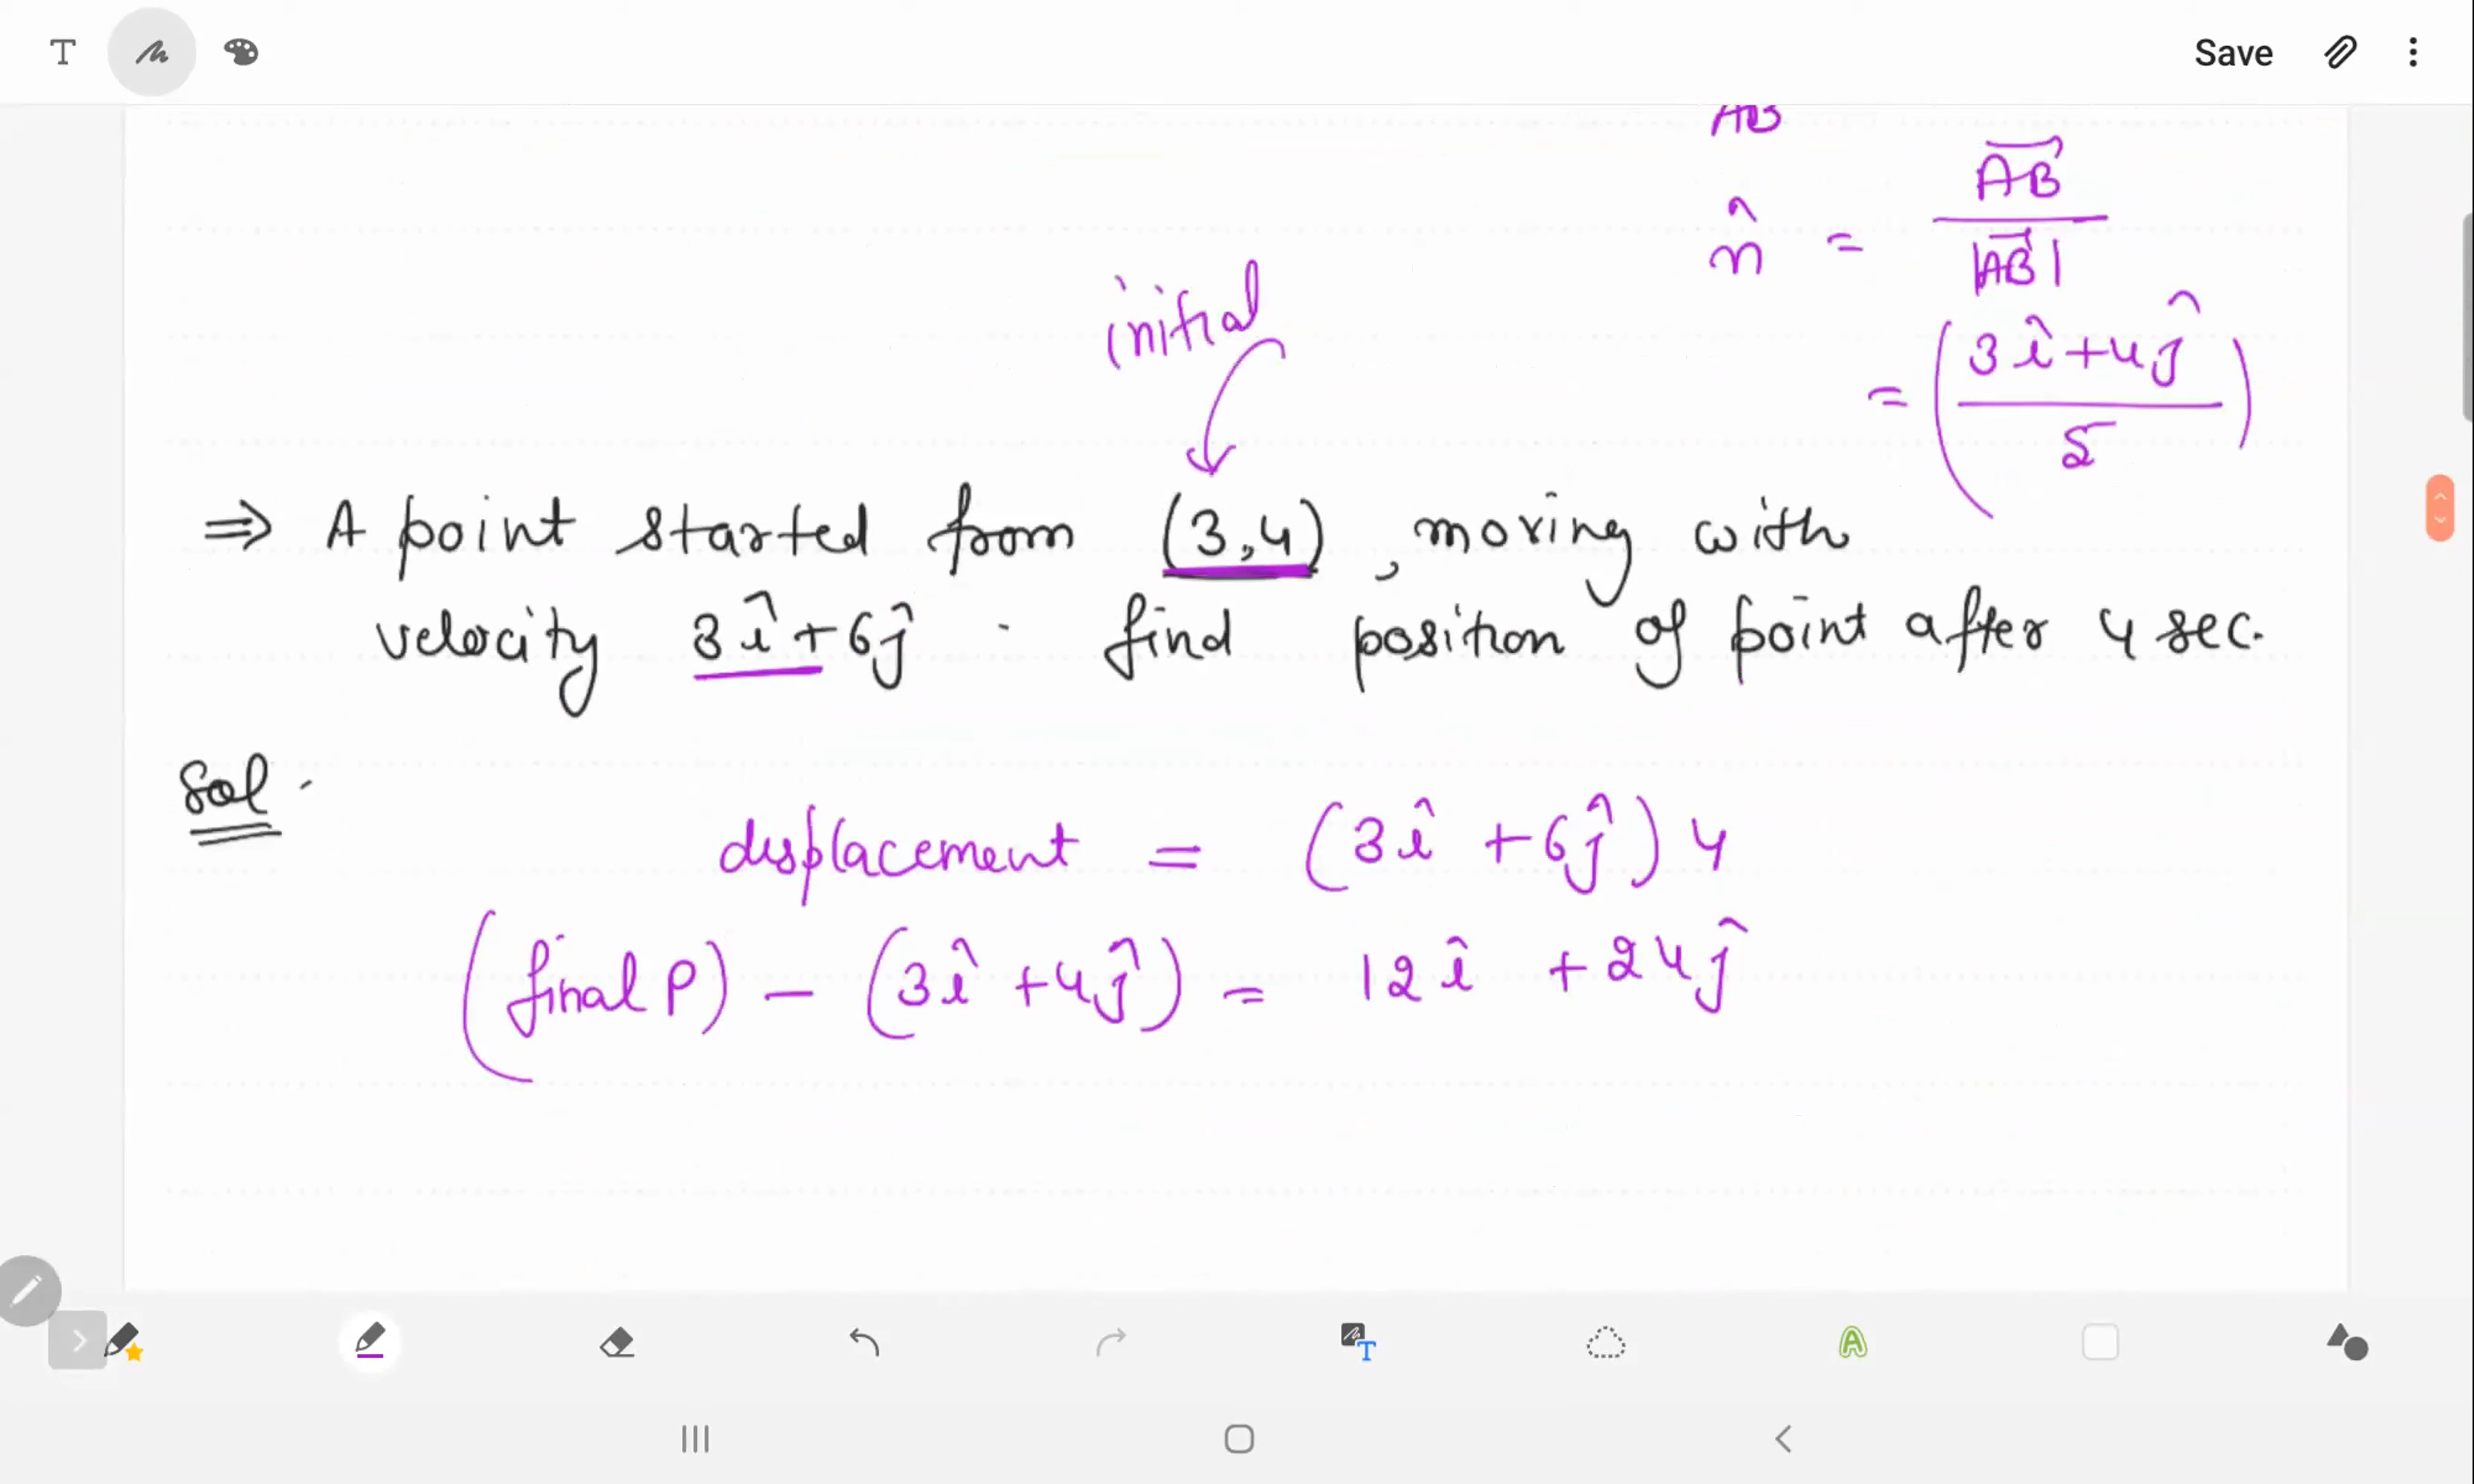 T Save
AB
n̂ = AB⃗ / |AB⃗|
= (3î+4ĵ / 5)
initial
⇒ A point started from (3,4), moving with
velocity 3î+6ĵ . find position of point after 4 sec.
Sol.
displacement = (3î +6ĵ) 4
(final P) – (3î +4ĵ) = 12î +24ĵ
T A